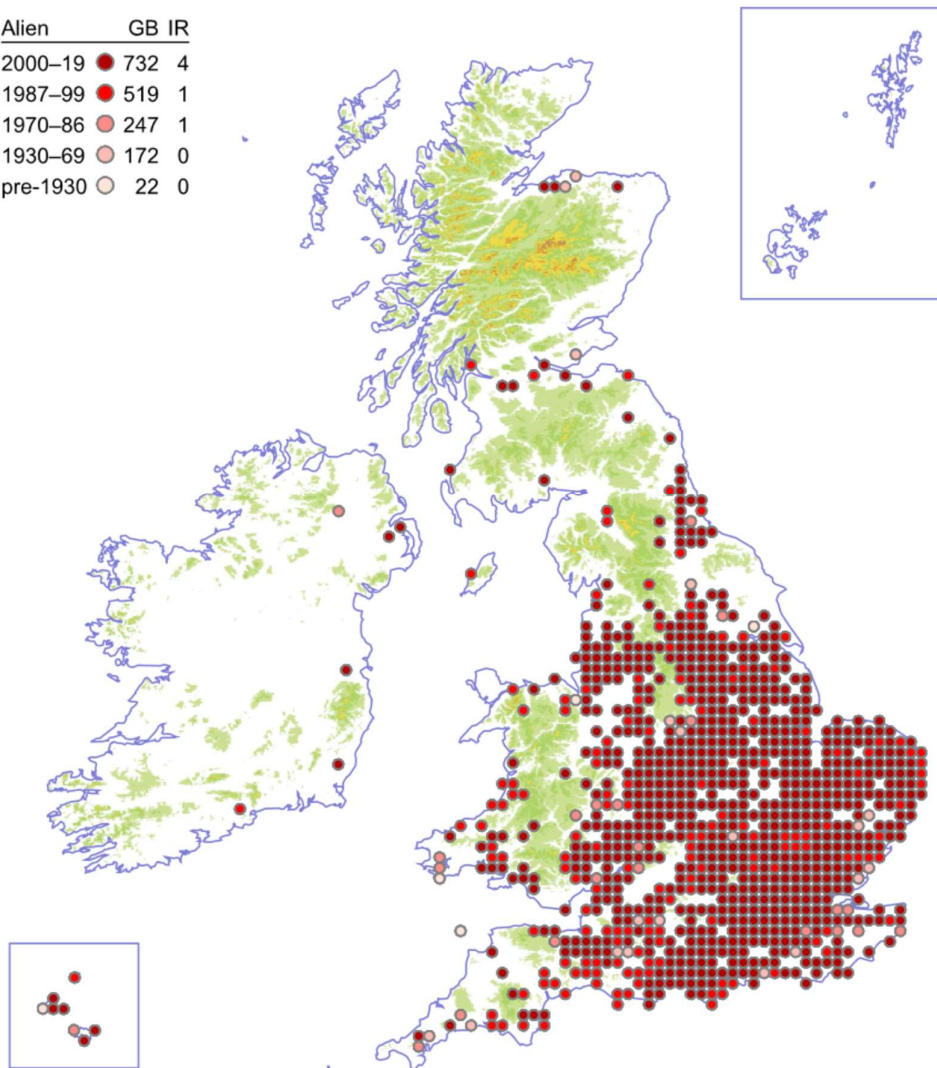 Alien GB IR
2000–19 732 4
1987–99 519 1
1970–86 247 1
1930–69 172 0
pre-1930 22 0